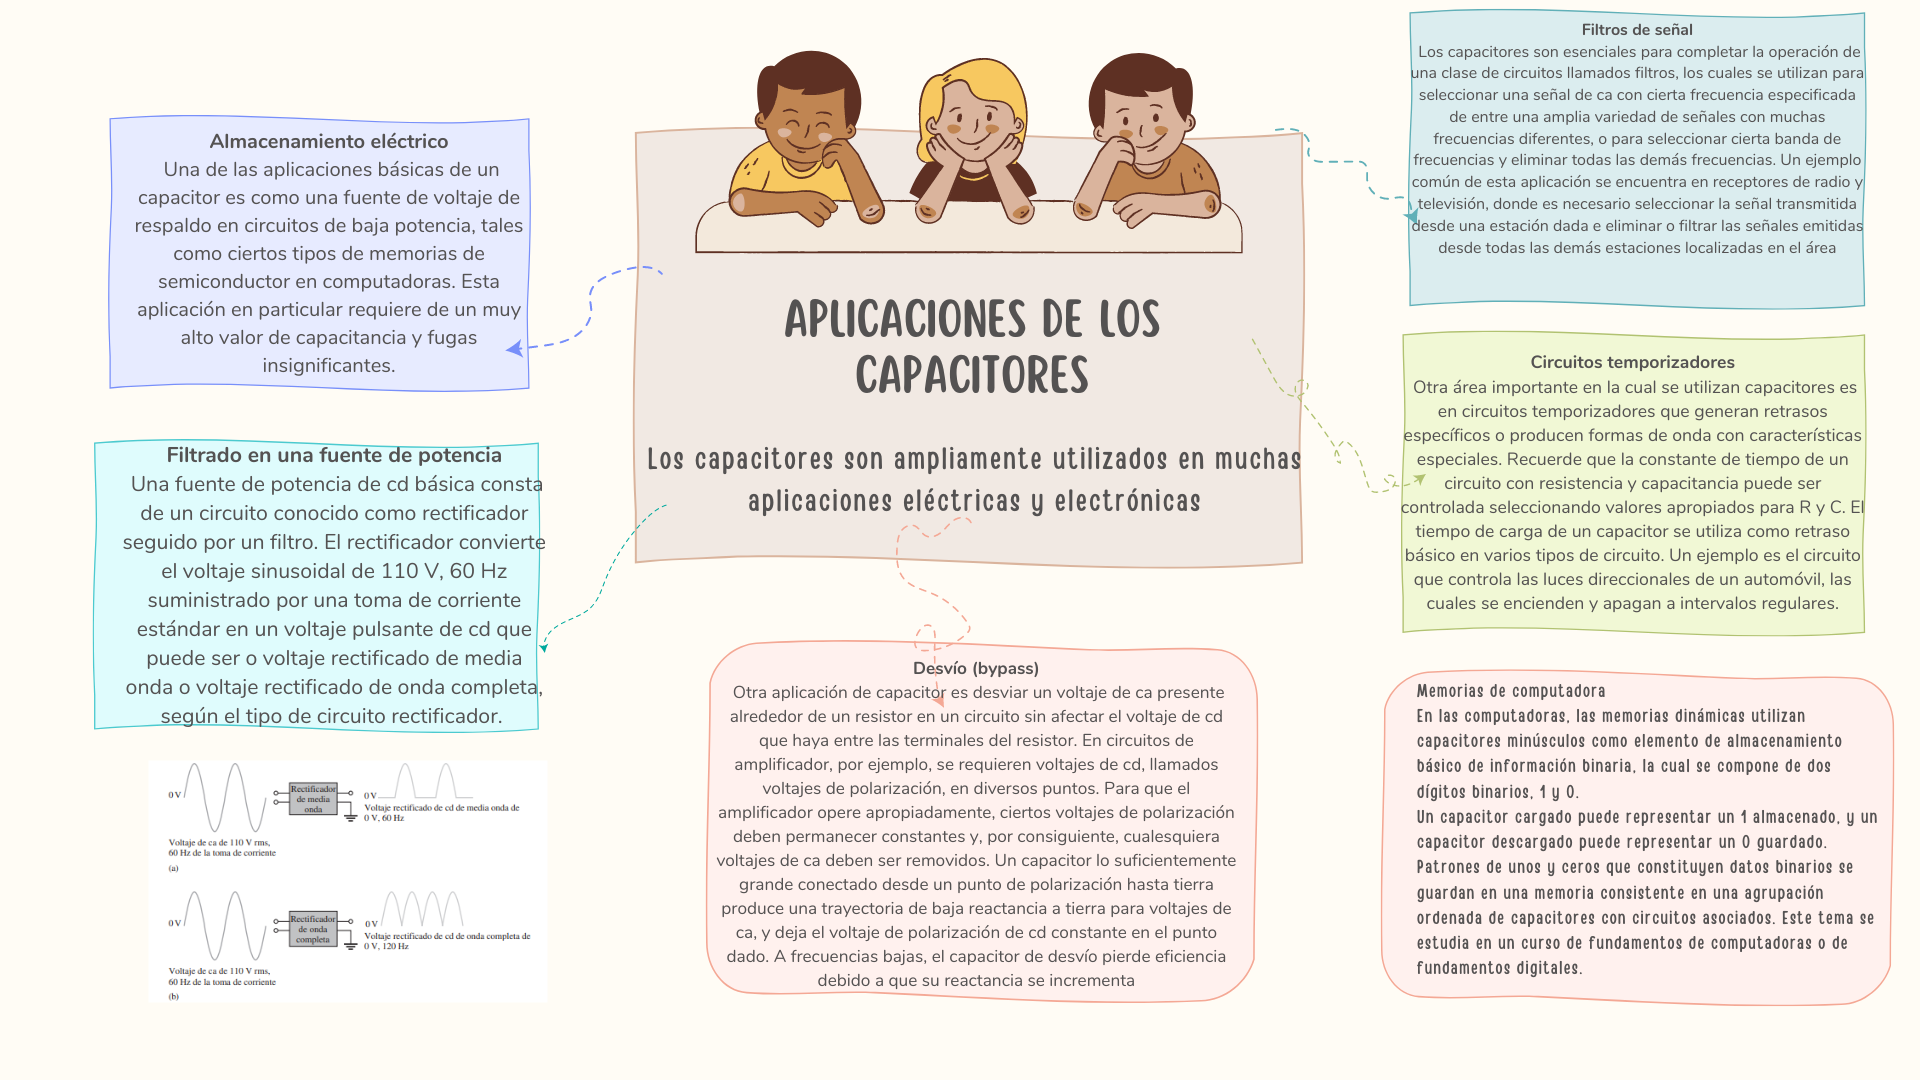 APLICACIONES DE LOS
CAPACITORES
Los capacitores son ampliamente utilizados en muchas
aplicaciones eléctricas y electrónicas
Almacenamiento eléctrico
Una de las aplicaciones básicas de un
capacitor es como una fuente de voltaje de
respaldo en circuitos de baja potencia, tales
como ciertos tipos de memorias de
semiconductor en computadoras. Esta
aplicación en particular requiere de un muy
alto valor de capacitancia y fugas
insignificantes.
Filtrado en una fuente de potencia
Una fuente de potencia de cd básica consta
de un circuito conocido como rectificador
seguido por un filtro. El rectificador convierte
el voltaje sinusoidal de 110 V, 60 Hz
suministrado por una toma de corriente
estándar en un voltaje pulsante de cd que
puede ser o voltaje rectificado de media
onda o voltaje rectificado de onda completa,
según el tipo de circuito rectificador.
0 V
Rectificador
de media
onda
0 V
Voltaje rectificado de cd de media onda de
0 V, 60 Hz
Voltaje de ca de 110 V rms,
60 Hz de la toma de corriente
(a)
0 V
Rectificador
de onda
completa
0 V
Voltaje rectificado de cd de onda completa de
0 V, 120 Hz
Voltaje de ca de 110 V rms,
60 Hz de la toma de corriente
(b)
Desvío (bypass)
Otra aplicación de capacitor es desviar un voltaje de ca presente
alrededor de un resistor en un circuito sin afectar el voltaje de cd
que haya entre las terminales del resistor. En circuitos de
amplificador, por ejemplo, se requieren voltajes de cd, llamados
voltajes de polarización, en diversos puntos. Para que el
amplificador opere apropiadamente, ciertos voltajes de polarización
deben permanecer constantes y, por consiguiente, cualesquiera
voltajes de ca deben ser removidos. Un capacitor lo suficientemente
grande conectado desde un punto de polarización hasta tierra
produce una trayectoria de baja reactancia a tierra para voltajes de
ca, y deja el voltaje de polarización de cd constante en el punto
dado. A frecuencias bajas, el capacitor de desvío pierde eficiencia
debido a que su reactancia se incrementa
Filtros de señal
Los capacitores son esenciales para completar la operación de
una clase de circuitos llamados filtros, los cuales se utilizan para
seleccionar una señal de ca con cierta frecuencia especificada
de entre una amplia variedad de señales con muchas
frecuencias diferentes, o para seleccionar cierta banda de
frecuencias y eliminar todas las demás frecuencias. Un ejemplo
común de esta aplicación se encuentra en receptores de radio y
televisión, donde es necesario seleccionar la señal transmitida
desde una estación dada e eliminar o filtrar las señales emitidas
desde todas las demás estaciones localizadas en el área
Circuitos temporizadores
Otra área importante en la cual se utilizan capacitores es
en circuitos temporizadores que generan retrasos
específicos o producen formas de onda con características
especiales. Recuerde que la constante de tiempo de un
circuito con resistencia y capacitancia puede ser
controlada seleccionando valores apropiados para R y C. El
tiempo de carga de un capacitor se utiliza como retraso
básico en varios tipos de circuito. Un ejemplo es el circuito
que controla las luces direccionales de un automóvil, las
cuales se encienden y apagan a intervalos regulares.
Memorias de computadora
En las computadoras, las memorias dinámicas utilizan
capacitores minúsculos como elemento de almacenamiento
básico de información binaria, la cual se compone de dos
dígitos binarios, 1 y 0.
Un capacitor cargado puede representar un 1 almacenado, y un
capacitor descargado puede representar un 0 guardado.
Patrones de unos y ceros que constituyen datos binarios se
guardan en una memoria consistente en una agrupación
ordenada de capacitores con circuitos asociados. Este tema se
estudia en un curso de fundamentos de computadoras o de
fundamentos digitales.